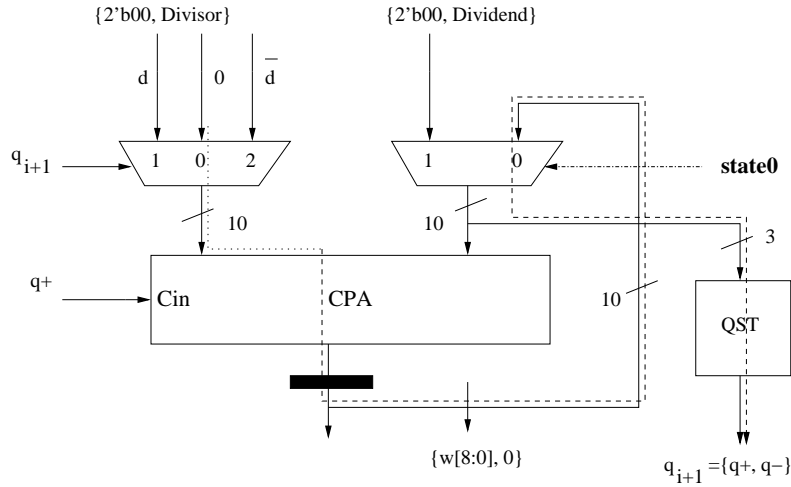 {2'b00, Divisor}
{2'b00, Dividend}
d
0
d̅
q i+1
1 0 2
1 0
state0
10
10
3
q+
Cin
CPA
10
QST
{w[8:0], 0}
q i+1 ={q+, q−}